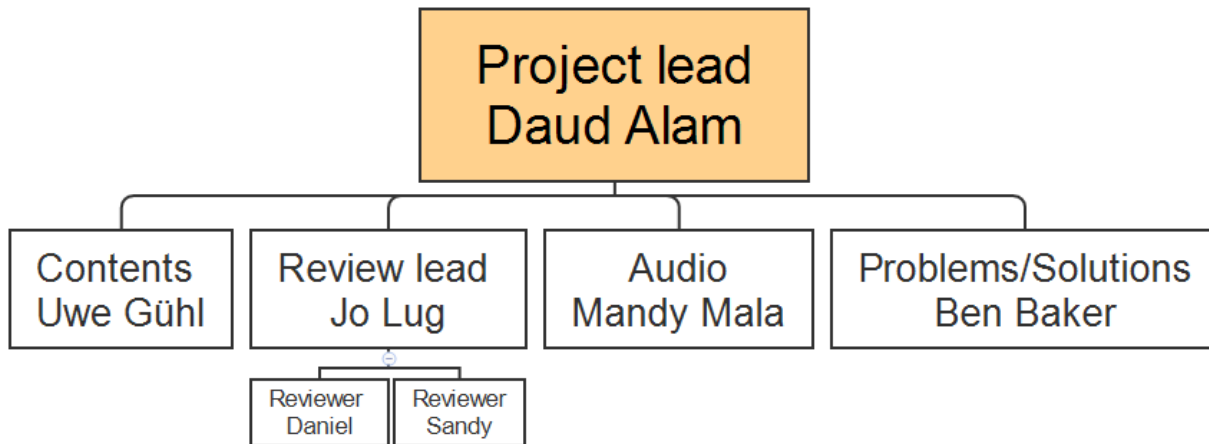 Project lead
Daud Alam
Contents
Uwe Gühl
Review lead
Jo Lug
Audio
Mandy Mala
Problems/Solutions
Ben Baker
Reviewer
Daniel
Reviewer
Sandy